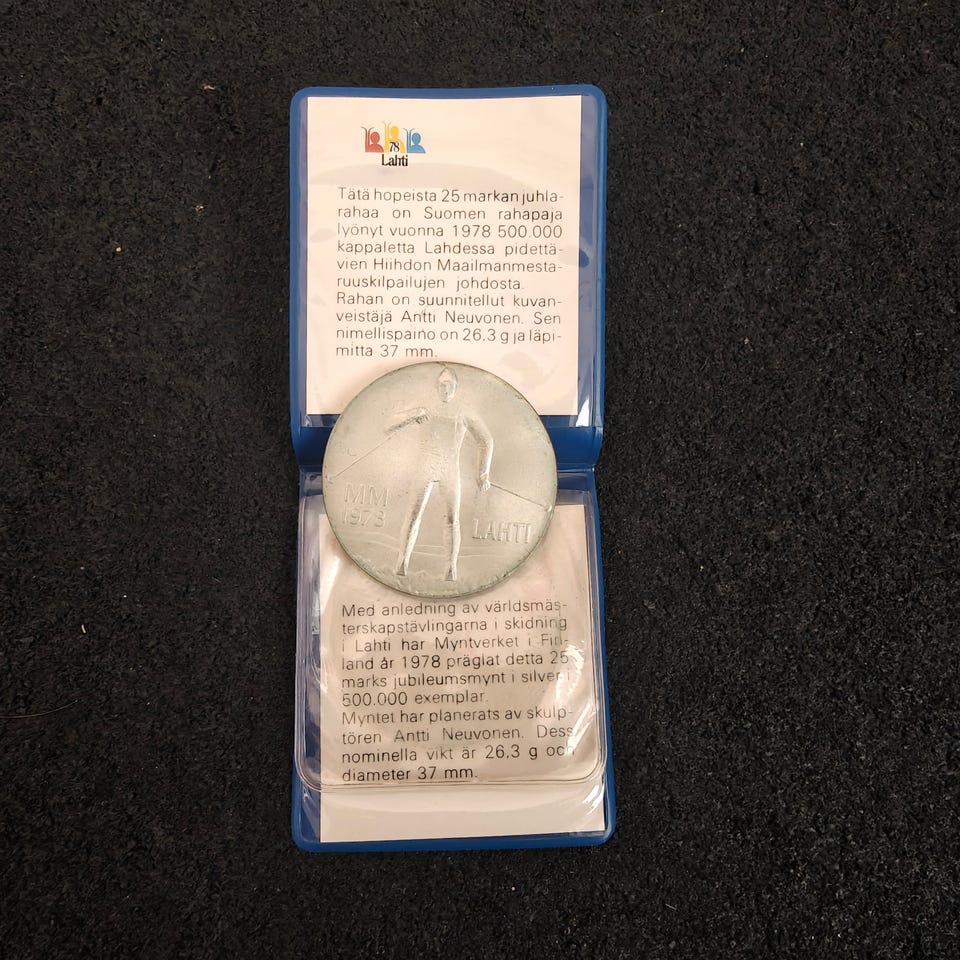 78
Lahti
Tätä hopeista 25 markan juhla-
rahaa on Suomen rahapaja
lyönyt vuonna 1978 500.000
kappaletta Lahdessa pidettä-
vien Hiihdon Maailmanmesta-
ruuskilpailujen johdosta.
Rahan on suunnitellut kuvan-
veistäjä Antti Neuvonen. Sen
nimellispaino on 26.3 g ja läpi-
mitta 37 mm.
MM
1978
LAHTI
Med anledning av världsmäs-
terskapstävlingarna i skidning
i Lahti har Myntverket i Fin-
land år 1978 präglat detta 25
marks jubileumsmynt i silver i
500.000 exemplar.
Myntet har planerats av skulp-
tören Antti Neuvonen. Dess
nominella vikt är 26,3 g och
diameter 37 mm.